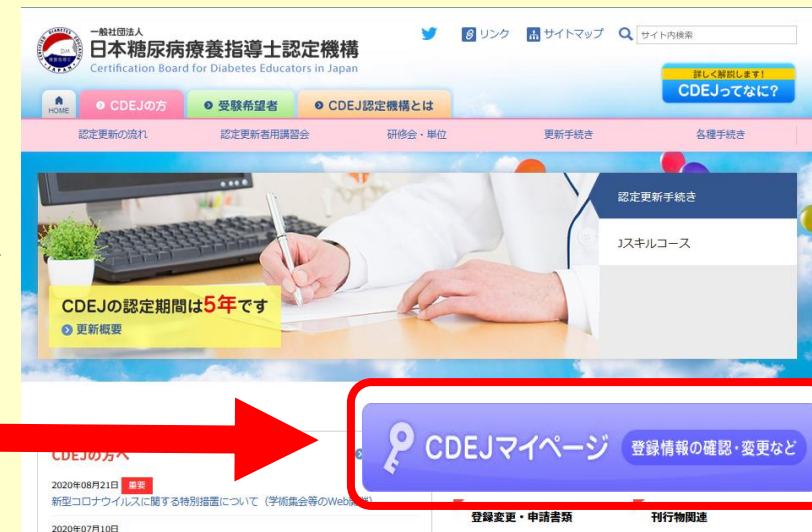 一般社団法人
日本糖尿病療養指導士認定機構
Certification Board for Diabetes Educators in Japan
リンク
サイトマップ
サイト内検索
詳しく解説します!
CDEJってなに?
HOME
CDEJの方
受験希望者
CDEJ認定機構とは
認定更新の流れ
認定更新者用講習会
研修会・単位
更新手続き
各種手続き
認定更新手続き
Jスキルコース
CDEJの認定期間は5年です
更新概要
CDEJマイページ
登録情報の確認・変更など
CDEJの方へ
2020年08月21日 重要
新型コロナウイルスに関する特別措置について(学術集会等のWeb開催)
登録変更・申請書類
刊行物関連
2020年07月10日